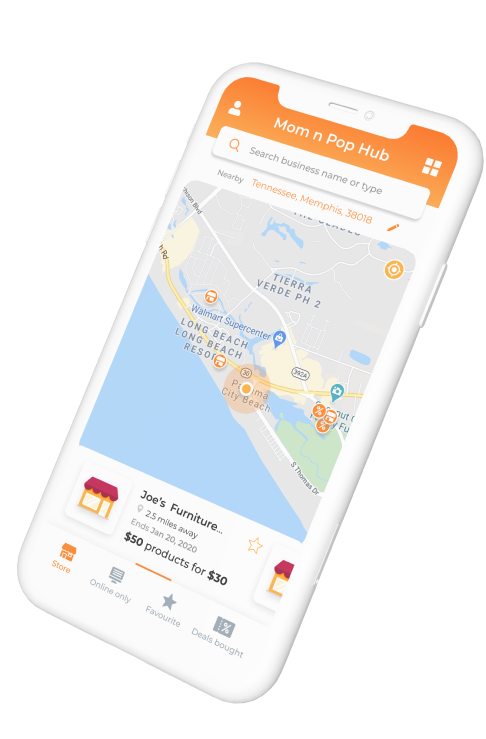 Mom n Pop Hub
Search business name or type
Nearby Tennessee, Memphis, 38018
TIERRA
VERDE PH 2
Walmart Supercenter
LONG BEACH
LONG BEACH
RESORT
30
392A
City Beach
S Thomas Dr
Joe's Furniture...
2.5 miles away
Ends Jan 20, 2020
$50 products for $30
Store
Online only
Favourite
Deals bought